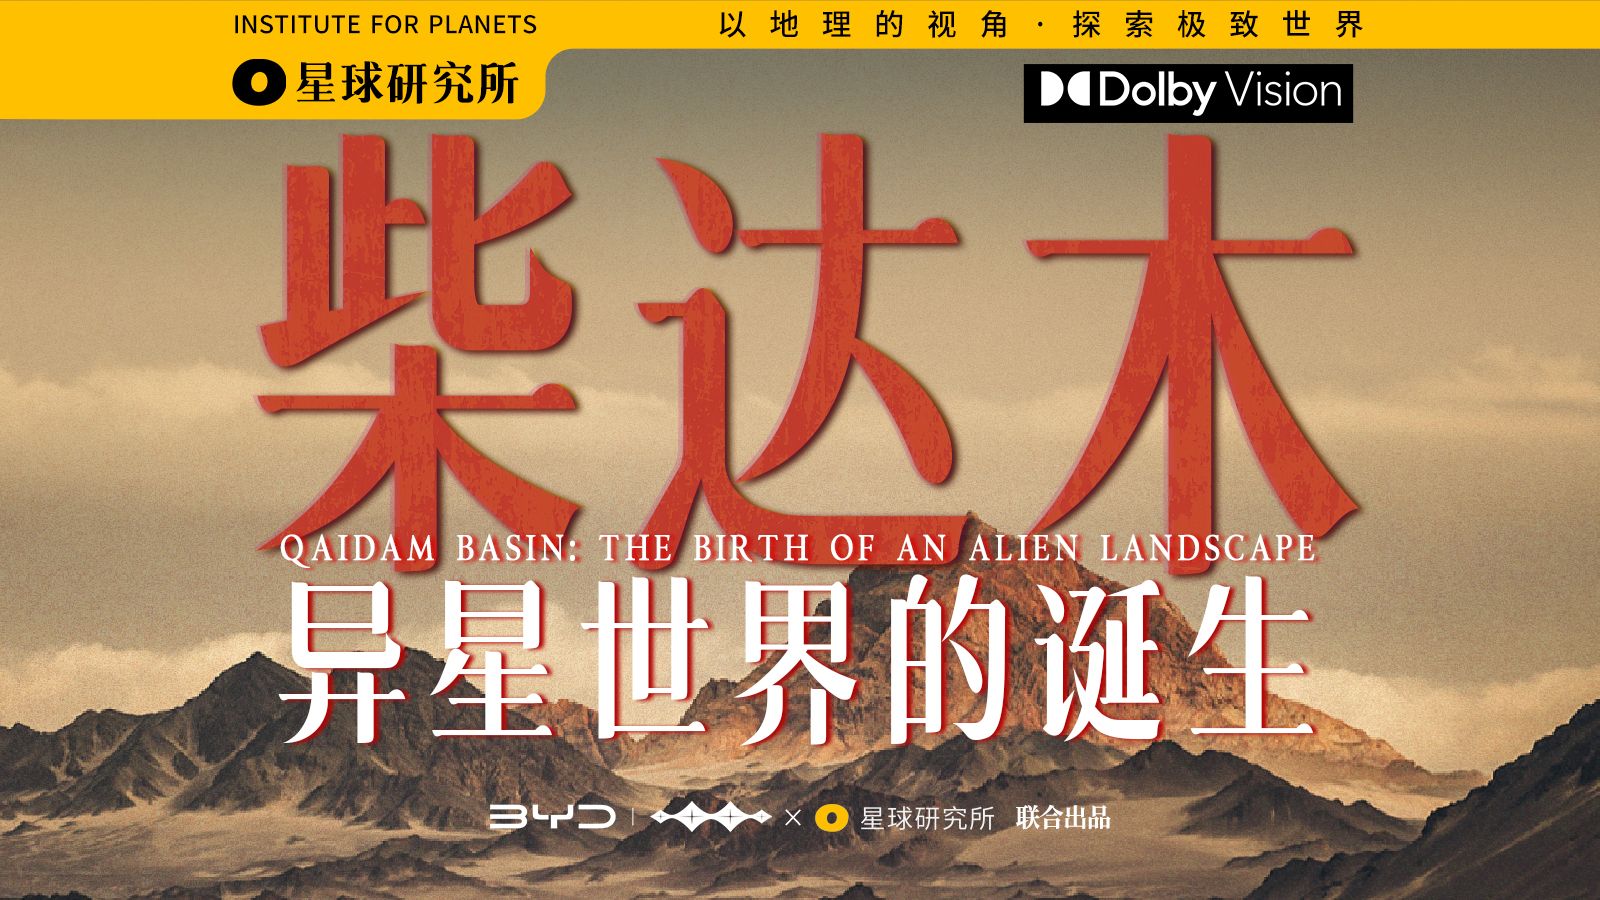 INSTITUTE FOR PLANETS
以地理的视角·探索极致世界
星球研究所
Dolby Vision
柴达木
QAIDAM BASIN: THE BIRTH OF AN ALIEN LANDSCAPE
异星世界的诞生
BYD | × 星球研究所 联合出品